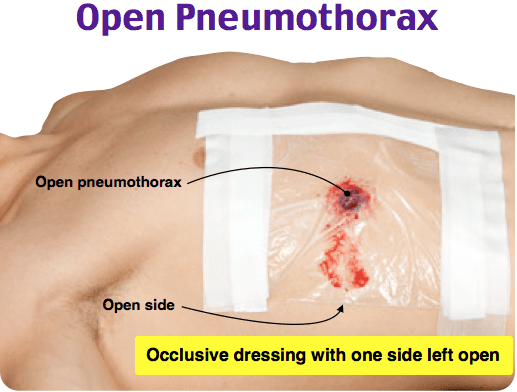 Open Pneumothorax
Open pneumothorax
Open side
Occlusive dressing with one side left open